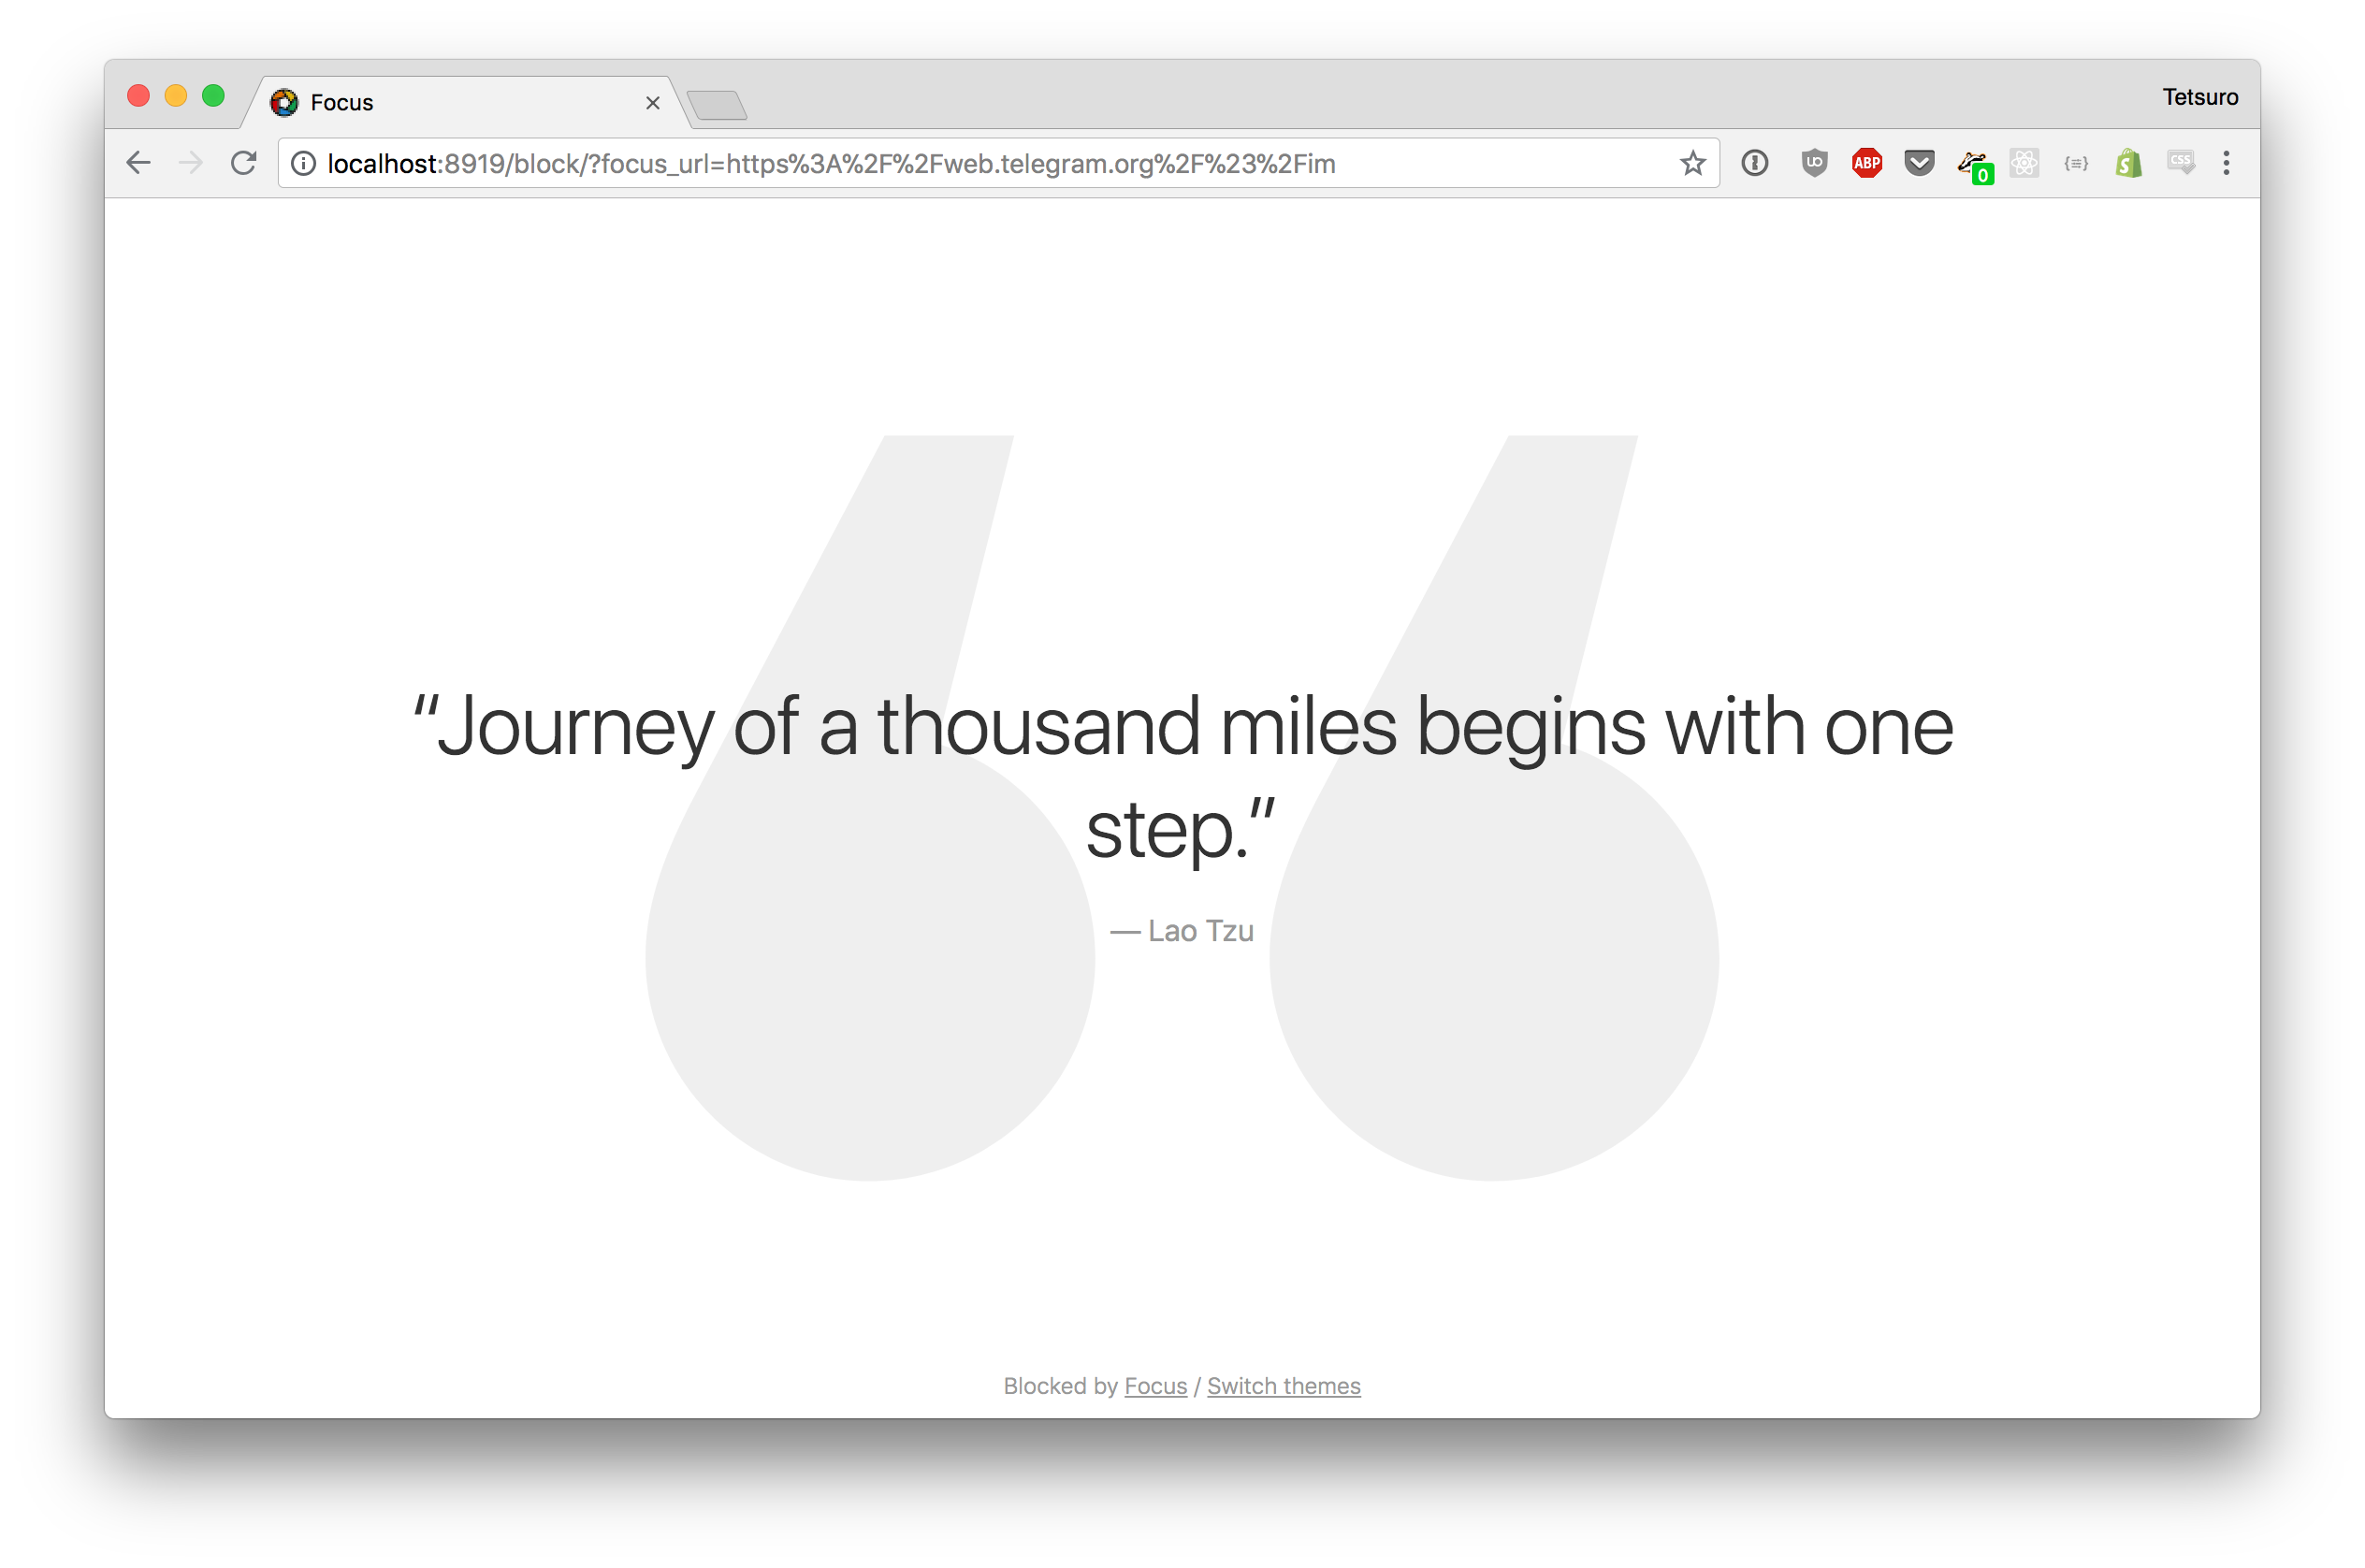 Focus
Tetsuro
localhost:8919/block/?focus_url=https%3A%2F%2Fweb.telegram.org%2F%23%2Fim
UO
ABP
0
{≡}
S
CSS
“Journey of a thousand miles begins with one
step.”
— Lao Tzu
Blocked by Focus / Switch themes